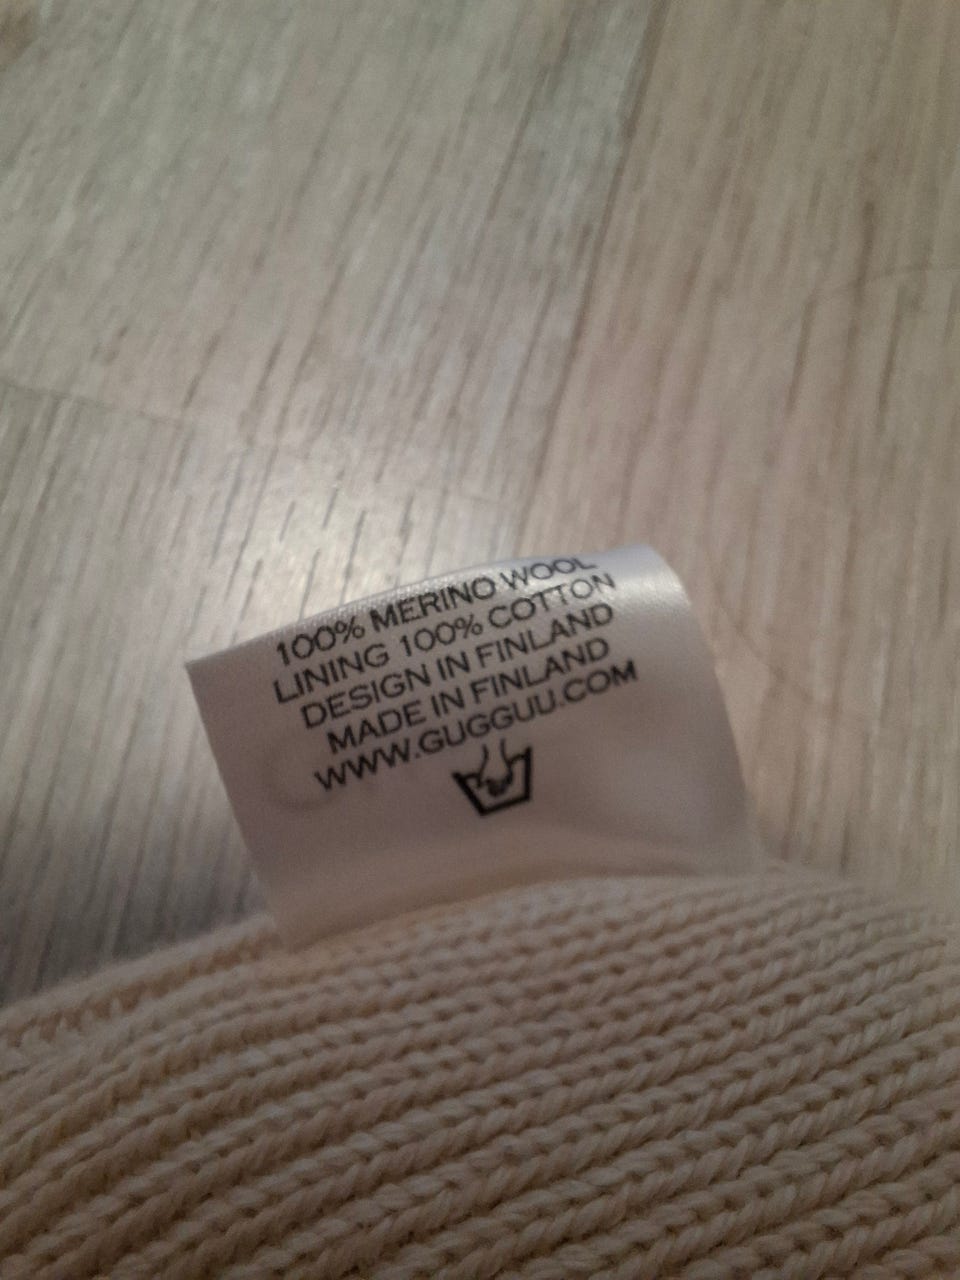 100% MERINO WOOL
LINING 100% COTTON
DESIGN IN FINLAND
MADE IN FINLAND
WWW.GUGGUU.COM